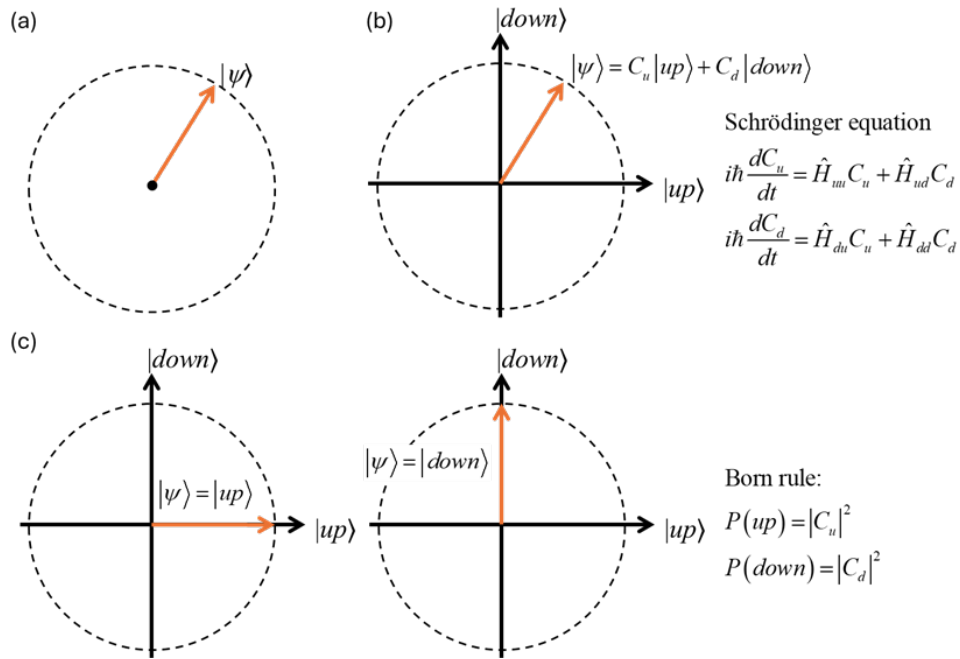 (a)
|ψ⟩
(b)
|down⟩
|ψ⟩ = C_u|up⟩ + C_d|down⟩
|up⟩
Schrödinger equation
iħ dC_u/dt = Ĥ_uu C_u + Ĥ_ud C_d
iħ dC_d/dt = Ĥ_du C_u + Ĥ_dd C_d
(c)
|down⟩
|ψ⟩ = |up⟩
|up⟩
|down⟩
|ψ⟩ = |down⟩
|up⟩
Born rule:
P(up) = |C_u|²
P(down) = |C_d|²